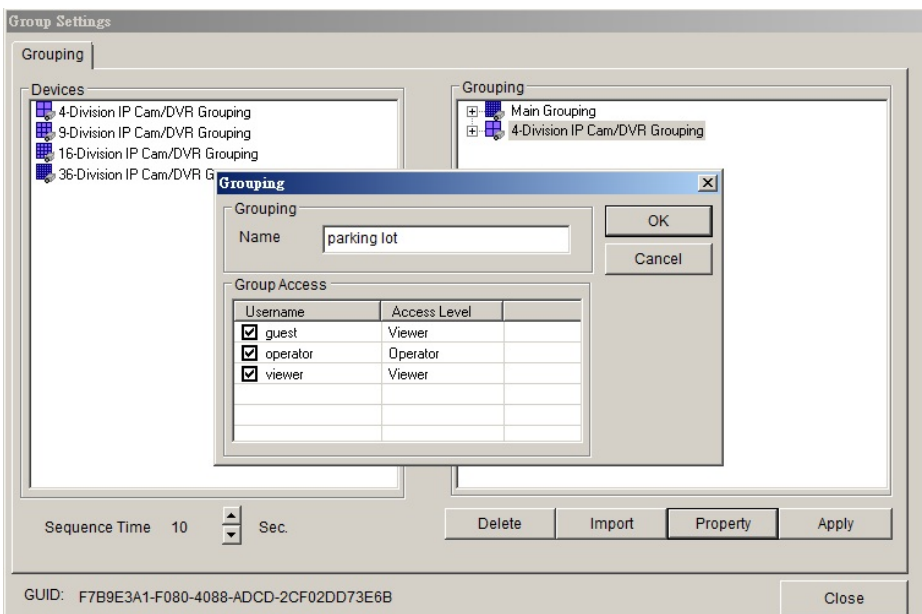 Group Settings
Grouping
Devices
4-Division IP Cam/DVR Grouping
9-Division IP Cam/DVR Grouping
16-Division IP Cam/DVR Grouping
36-Division IP Cam/DVR G
Grouping
Main Grouping
4-Division IP Cam/DVR Grouping
Grouping
Grouping
Name parking lot
OK
Cancel
Group Access
Username Access Level
guest Viewer
operator Operator
viewer Viewer
Sequence Time 10 Sec.
Delete Import Property Apply
GUID: F7B9E3A1-F080-4088-ADCD-2CF02DD73E6B
Close